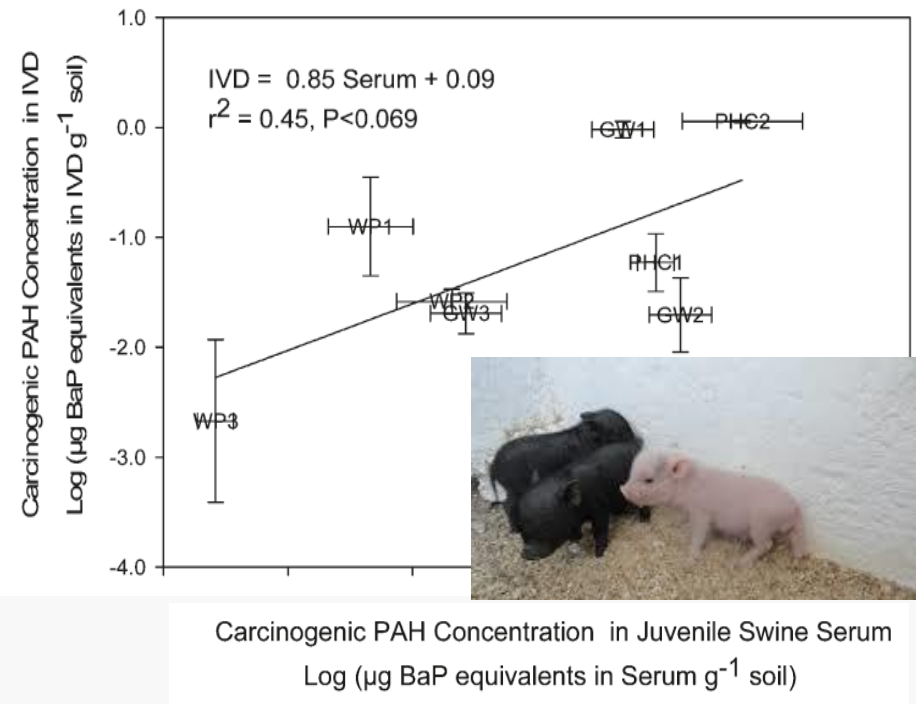 Carcinogenic PAH Concentration in IVD
Log (µg BaP equivalents in IVD g-1 soil)
1.0
0.0
-1.0
-2.0
-3.0
-4.0
IVD = 0.85 Serum + 0.09
r2 = 0.45, P<0.069
GW1
PHC2
WP1
PHC1
WP2
GW3
GW2
WP3
Carcinogenic PAH Concentration in Juvenile Swine Serum
Log (µg BaP equivalents in Serum g-1 soil)